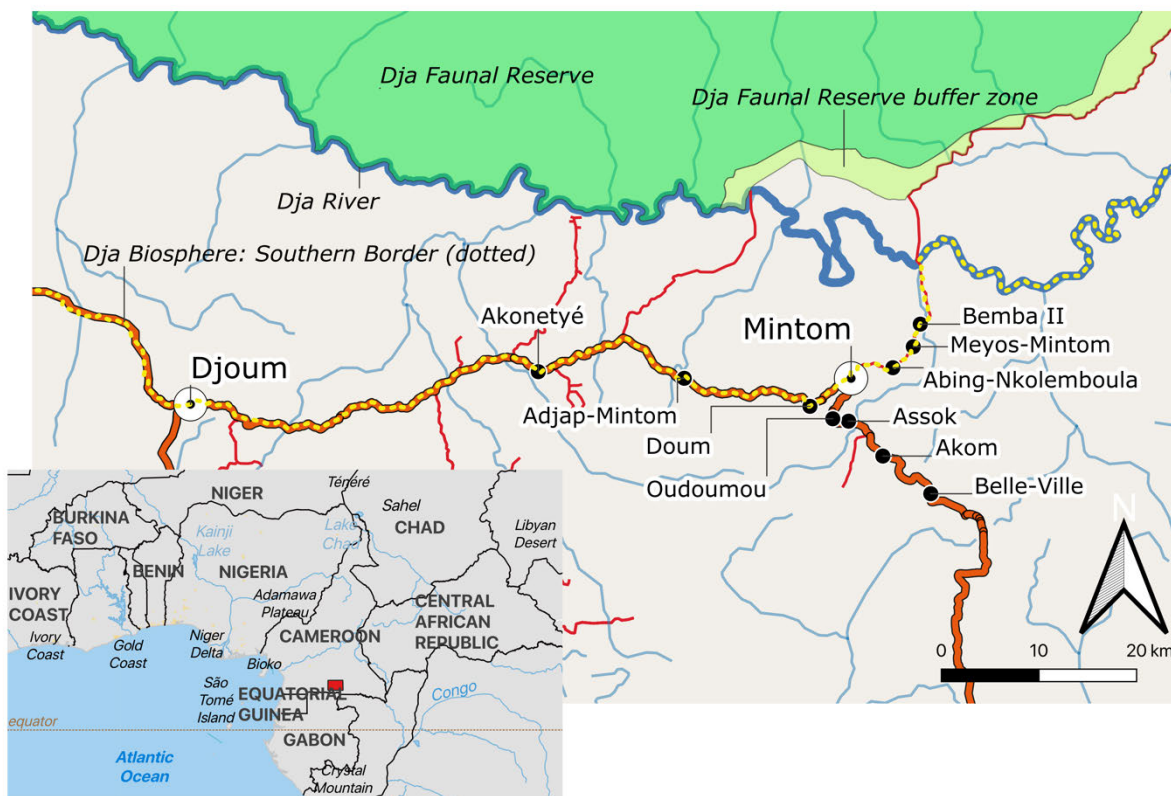 Dja Faunal Reserve
Dja Faunal Reserve buffer zone
Dja River
Dja Biosphere: Southern Border (dotted)
Akonetyé
Mintom
Bemba II
Meyos-Mintom
Djoum
Abing-Nkolemboula
Adjap-Mintom
Assok
Doum
Akom
Oudoumou
Belle-Ville
N
0
10
20 km
NIGER
Ténéré
Sahel
BURKINA
FASO
Kainji
Lake
Lake
Chad
CHAD
Libyan
Desert
BENIN
NIGERIA
IVORY
COAST
Adamawa
Plateau
CENTRAL
AFRICAN
REPUBLIC
CAMEROON
Ivory
Coast
Gold
Coast
Niger
Delta
Bioko
São
Tomé
Island
EQUATORIAL
GUINEA
Congo
equator
GABON
Atlantic
Ocean
Crystal
Mountain